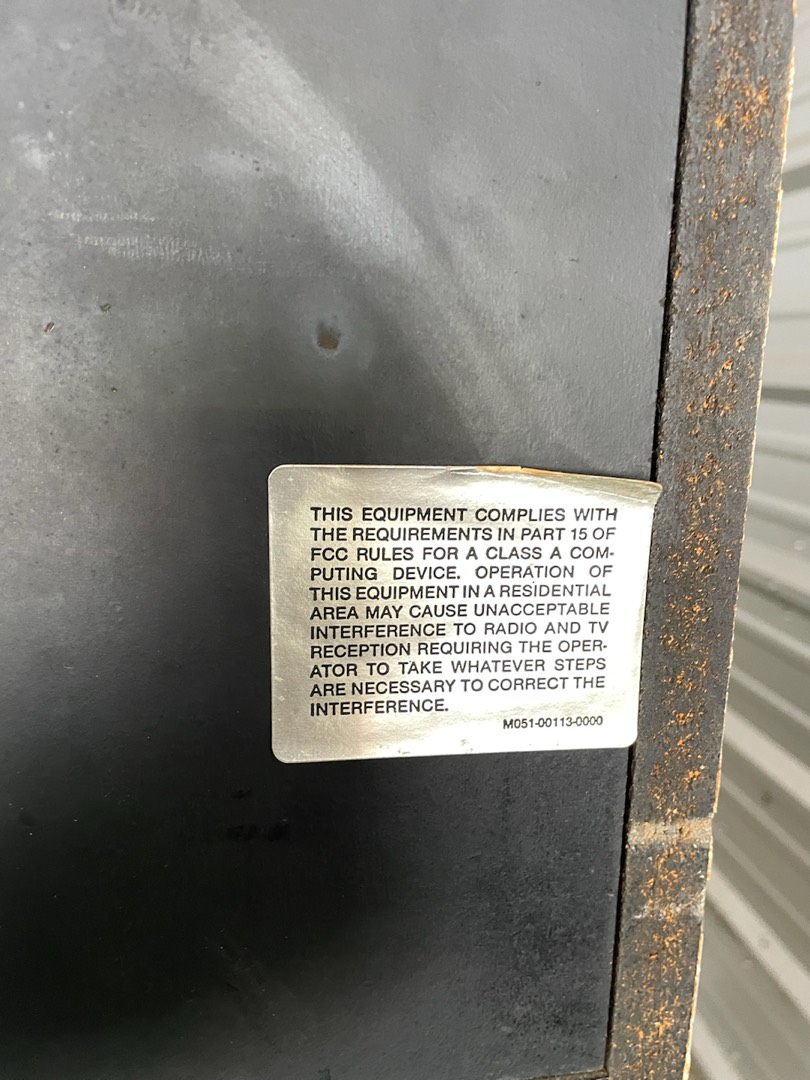 THIS EQUIPMENT COMPLIES WITH
THE REQUIREMENTS IN PART 15 OF
FCC RULES FOR A CLASS A COM-
PUTING DEVICE. OPERATION OF
THIS EQUIPMENT IN A RESIDENTIAL
AREA MAY CAUSE UNACCEPTABLE
INTERFERENCE TO RADIO AND TV
RECEPTION REQUIRING THE OPER-
ATOR TO TAKE WHATEVER STEPS
ARE NECESSARY TO CORRECT THE
INTERFERENCE.
M051-00113-0000